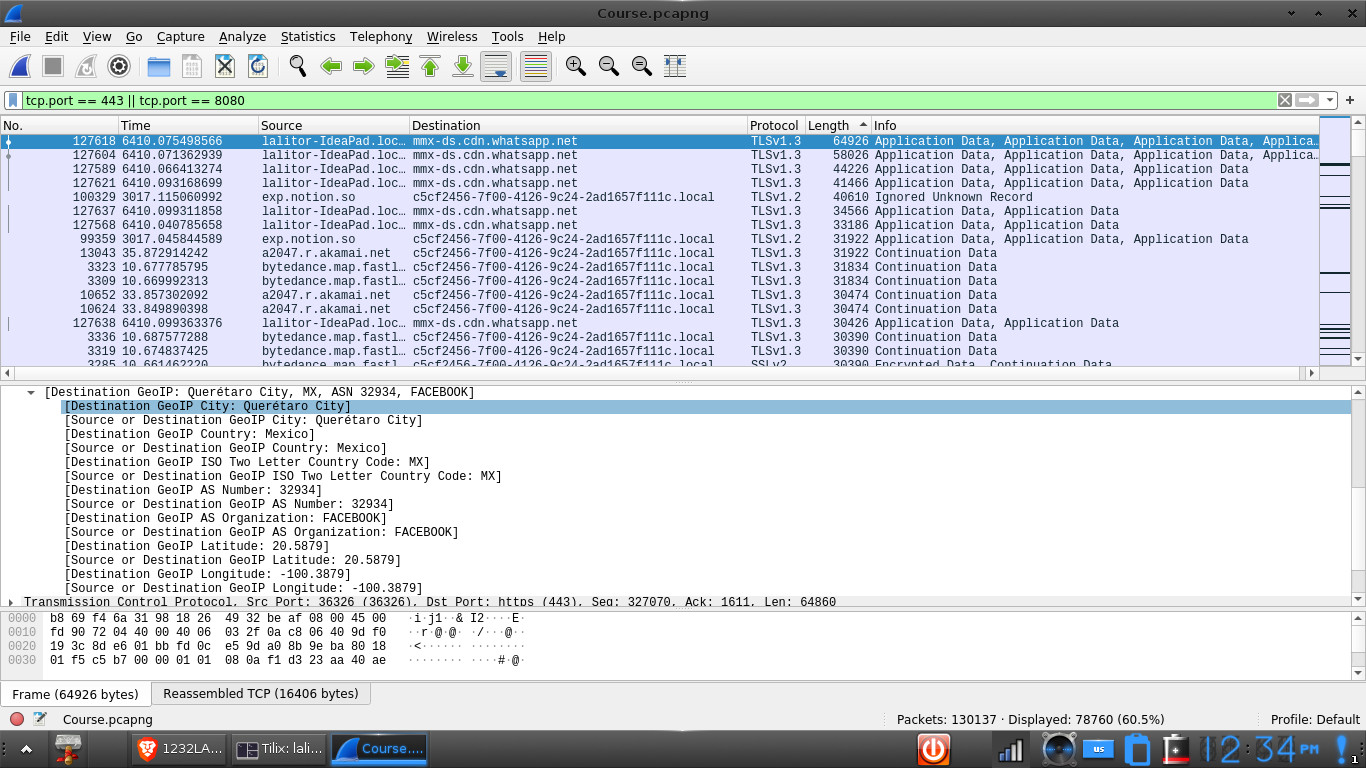 Course.pcapng
File Edit View Go Capture Analyze Statistics Telephony Wireless Tools Help
tcp.port == 443 || tcp.port == 8080
No. Time Source Destination Protocol Length Info
127618 6410.075498566 lalitor-IdeaPad.loc… mmx-ds.cdn.whatsapp.net TLSv1.3 64926 Application Data, Application Data, Application Data, Applica…
127604 6410.071362939 lalitor-IdeaPad.loc… mmx-ds.cdn.whatsapp.net TLSv1.3 58026 Application Data, Application Data, Application Data, Applica…
127589 6410.066413274 lalitor-IdeaPad.loc… mmx-ds.cdn.whatsapp.net TLSv1.3 44226 Application Data, Application Data, Application Data
127621 6410.093168699 lalitor-IdeaPad.loc… mmx-ds.cdn.whatsapp.net TLSv1.3 41466 Application Data, Application Data, Application Data
100329 3017.115060992 exp.notion.so c5cf2456-7f00-4126-9c24-2ad1657f111c.local TLSv1.2 40610 Ignored Unknown Record
127637 6410.099311858 lalitor-IdeaPad.loc… mmx-ds.cdn.whatsapp.net TLSv1.3 34566 Application Data, Application Data
127568 6410.040785658 lalitor-IdeaPad.loc… mmx-ds.cdn.whatsapp.net TLSv1.3 33186 Application Data, Application Data
99359 3017.045844589 exp.notion.so c5cf2456-7f00-4126-9c24-2ad1657f111c.local TLSv1.2 31922 Application Data, Application Data, Application Data
13043 35.872914242 a2047.r.akamai.net c5cf2456-7f00-4126-9c24-2ad1657f111c.local TLSv1.3 31922 Continuation Data
3323 10.677785795 bytedance.map.fastl… c5cf2456-7f00-4126-9c24-2ad1657f111c.local TLSv1.3 31834 Continuation Data
3309 10.669992313 bytedance.map.fastl… c5cf2456-7f00-4126-9c24-2ad1657f111c.local TLSv1.3 31834 Continuation Data
10652 33.857302092 a2047.r.akamai.net c5cf2456-7f00-4126-9c24-2ad1657f111c.local TLSv1.3 30474 Continuation Data
10624 33.849890398 a2047.r.akamai.net c5cf2456-7f00-4126-9c24-2ad1657f111c.local TLSv1.3 30474 Continuation Data
127638 6410.099363376 lalitor-IdeaPad.loc… mmx-ds.cdn.whatsapp.net TLSv1.3 30426 Application Data, Application Data
3336 10.687577288 bytedance.map.fastl… c5cf2456-7f00-4126-9c24-2ad1657f111c.local TLSv1.3 30390 Continuation Data
3319 10.674837425 bytedance.map.fastl… c5cf2456-7f00-4126-9c24-2ad1657f111c.local TLSv1.3 30390 Continuation Data
3285 10.661462220 bytedance.map.fastl… c5cf2456-7f00-4126-9c24-2ad1657f111c.local SSLv2 30390 Encrypted Data, Continuation Data
[Destination GeoIP: Querétaro City, MX, ASN 32934, FACEBOOK]
[Destination GeoIP City: Querétaro City]
[Source or Destination GeoIP City: Querétaro City]
[Destination GeoIP Country: Mexico]
[Source or Destination GeoIP Country: Mexico]
[Destination GeoIP ISO Two Letter Country Code: MX]
[Source or Destination GeoIP ISO Two Letter Country Code: MX]
[Destination GeoIP AS Number: 32934]
[Source or Destination GeoIP AS Number: 32934]
[Destination GeoIP AS Organization: FACEBOOK]
[Source or Destination GeoIP AS Organization: FACEBOOK]
[Destination GeoIP Latitude: 20.5879]
[Source or Destination GeoIP Latitude: 20.5879]
[Destination GeoIP Longitude: -100.3879]
[Source or Destination GeoIP Longitude: -100.3879]
Transmission Control Protocol, Src Port: 36326 (36326), Dst Port: https (443), Seq: 327070, Ack: 1611, Len: 64860
0000 b8 69 f4 6a 31 98 18 26 49 32 be af 08 00 45 00 ·i·j1··& I2····E·
0010 fd 90 72 04 40 00 40 06 03 2f 0a c8 06 40 9d f0 ··r·@·@· ·/···@··
0020 19 3c 8d e6 01 bb fd 0c e5 9d a0 8b 9e ba 80 18 ·<······ ········
0030 01 f5 c5 b7 00 00 01 01 08 0a f1 d3 23 aa 40 ae ········ ····#·@·
Frame (64926 bytes) Reassembled TCP (16406 bytes)
Course.pcapng Packets: 130137 · Displayed: 78760 (60.5%) Profile: Default
1232LA… Tilix: lali… Course.… us 12:34 PM 1